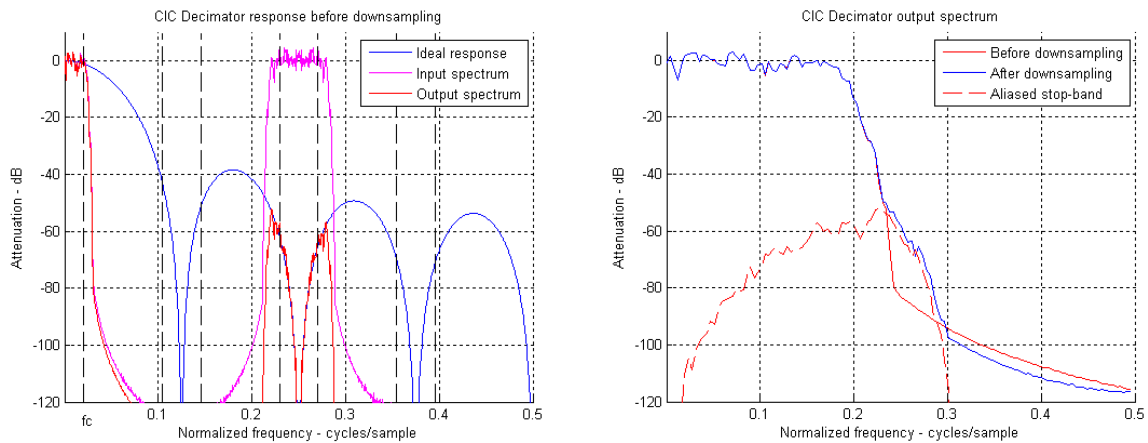 CIC Decimator response before downsampling
Ideal response
Input spectrum
Output spectrum
Attenuation - dB
0
-20
-40
-60
-80
-100
-120
fc
0.1
0.2
0.3
0.4
0.5
Normalized frequency - cycles/sample
CIC Decimator output spectrum
Before downsampling
After downsampling
Aliased stop-band
Attenuation - dB
0
-20
-40
-60
-80
-100
-120
0.1
0.2
0.3
0.4
0.5
Normalized frequency - cycles/sample